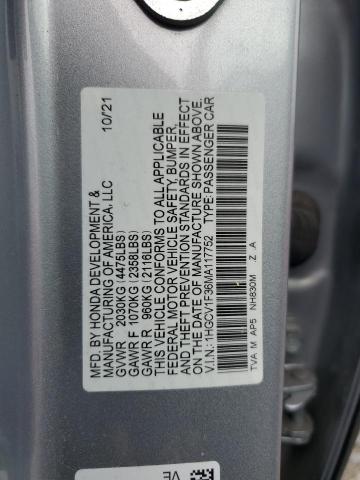 MFD. BY HONDA DEVELOPMENT &
MANUFACTURING OF AMERICA, LLC 10/21
GVWR 2030KG (4475LBS)
GAWR F 1070KG (2358LBS)
GAWR R 960KG (2116LBS)
THIS VEHICLE CONFORMS TO ALL APPLICABLE
FEDERAL MOTOR VEHICLE SAFETY, BUMPER,
AND THEFT PREVENTION STANDARDS IN EFFECT
ON THE DATE OF MANUFACTURE SHOWN ABOVE.
V.I.N.: 1HGCV1F36MA117752 TYPE: PASSENGER CAR
TVA M AP5 NH830M Z .A
VE